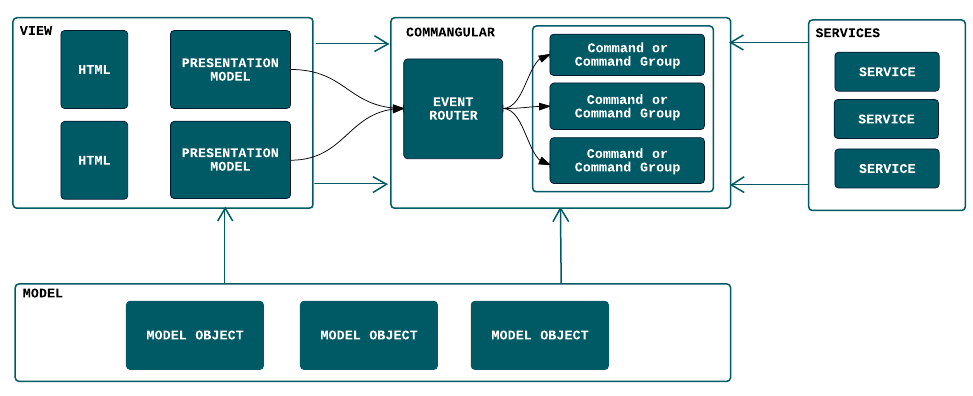 VIEW
HTML
PRESENTATION
MODEL
HTML
PRESENTATION
MODEL
COMMANGULAR
EVENT
ROUTER
Command or
Command Group
Command or
Command Group
Command or
Command Group
SERVICES
SERVICE
SERVICE
SERVICE
MODEL
MODEL OBJECT
MODEL OBJECT
MODEL OBJECT